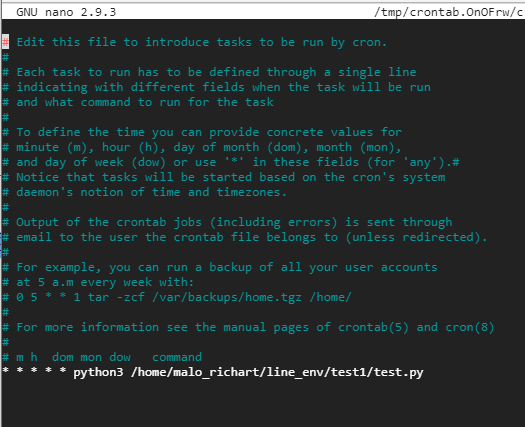 GNU nano 2.9.3 /tmp/crontab.OnOFrw/c
# Edit this file to introduce tasks to be run by cron.
#
# Each task to run has to be defined through a single line
# indicating with different fields when the task will be run
# and what command to run for the task
#
# To define the time you can provide concrete values for
# minute (m), hour (h), day of month (dom), month (mon),
# and day of week (dow) or use '*' in these fields (for 'any').#
# Notice that tasks will be started based on the cron's system
# daemon's notion of time and timezones.
#
# Output of the crontab jobs (including errors) is sent through
# email to the user the crontab file belongs to (unless redirected).
#
# For example, you can run a backup of all your user accounts
# at 5 a.m every week with:
# 0 5 * * 1 tar -zcf /var/backups/home.tgz /home/
#
# For more information see the manual pages of crontab(5) and cron(8)
#
# m h  dom mon dow   command
* * * * * python3 /home/malo_richart/line_env/test1/test.py